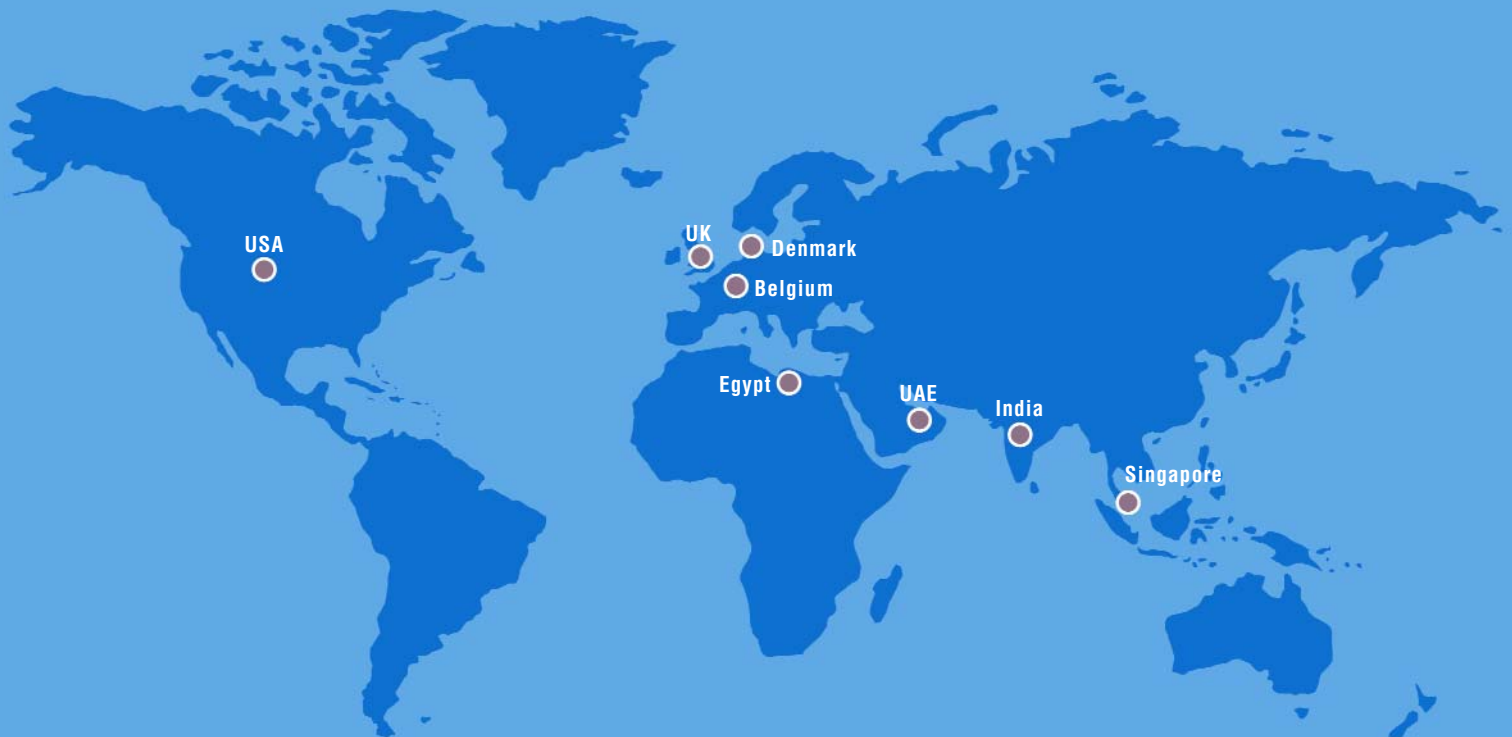 USA
UK
Denmark
Belgium
Egypt
UAE
India
Singapore